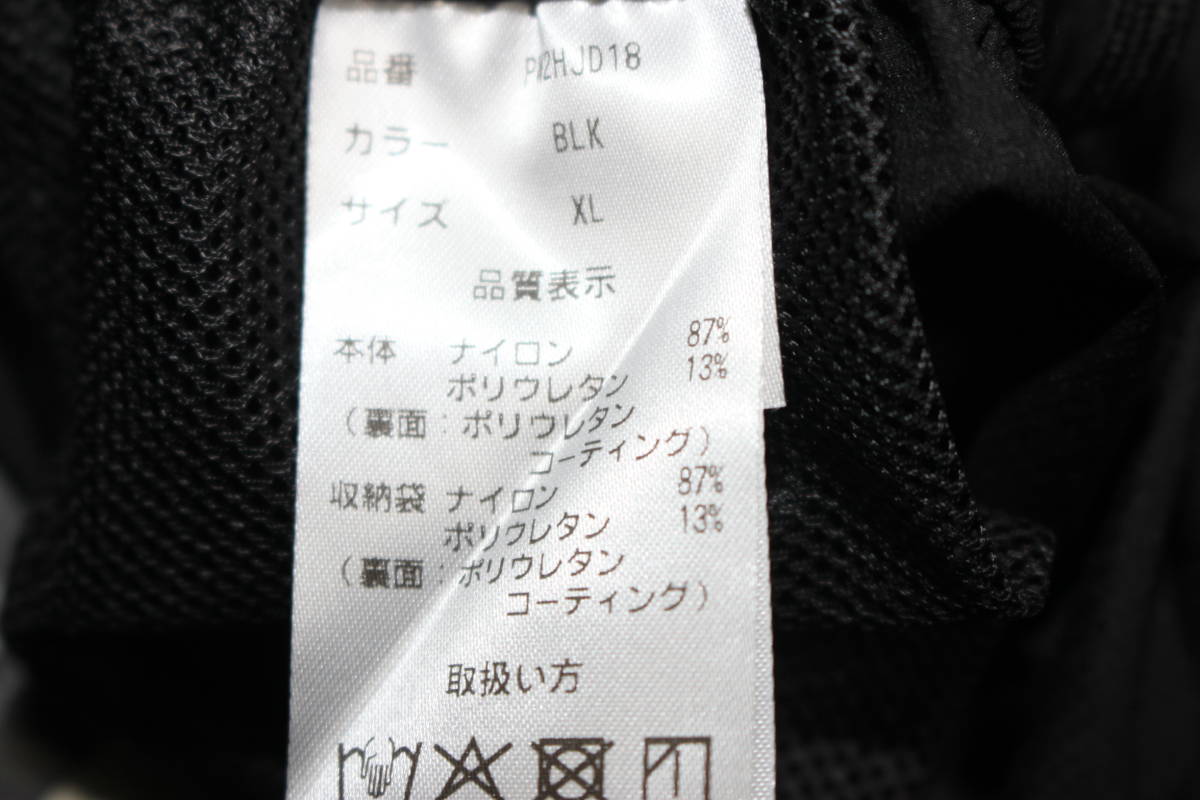 品番 PW2HJD18
カラー BLK
サイズ XL
品質表示
本体 ナイロン 87%
ポリウレタン 13%
(裏面:ポリウレタン
コーティング)
収納袋 ナイロン 87%
ポリウレタン 13%
(裏面:ポリウレタン
コーティング)
取扱い方